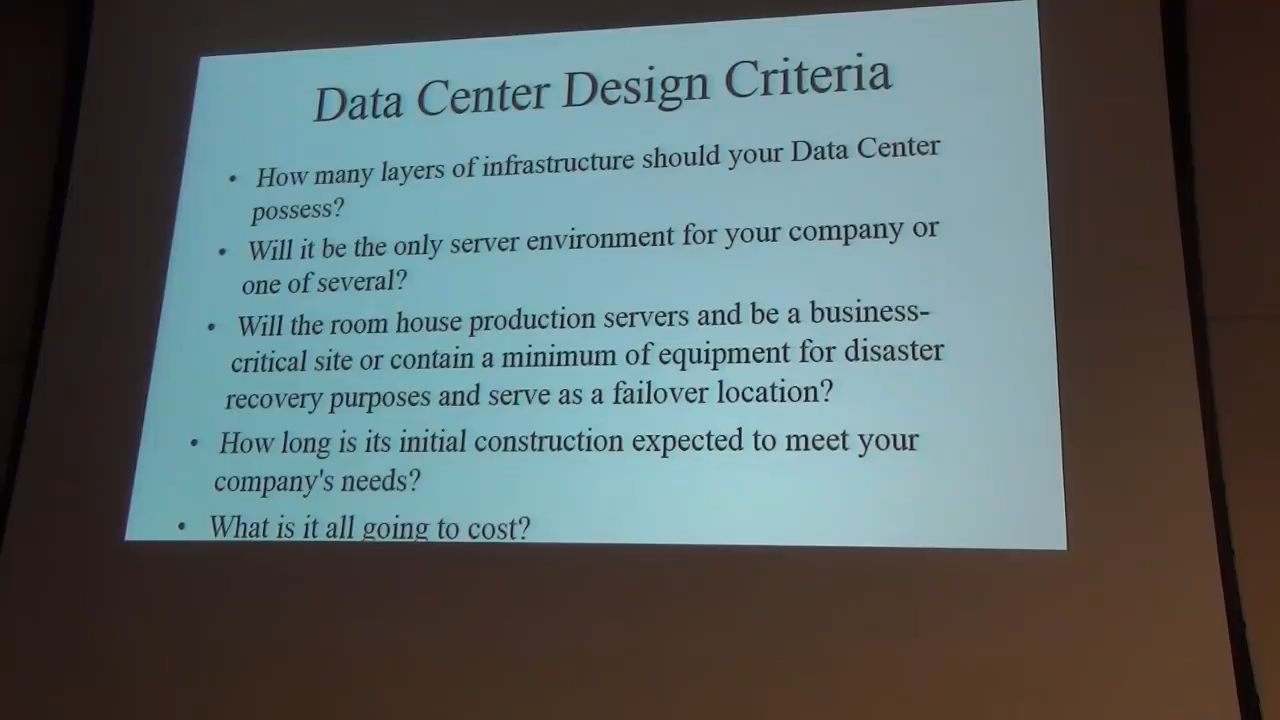 Data Center Design Criteria
• How many layers of infrastructure should your Data Center
possess?
• Will it be the only server environment for your company or
one of several?
• Will the room house production servers and be a business-
critical site or contain a minimum of equipment for disaster
recovery purposes and serve as a failover location?
• How long is its initial construction expected to meet your
company's needs?
• What is it all going to cost?